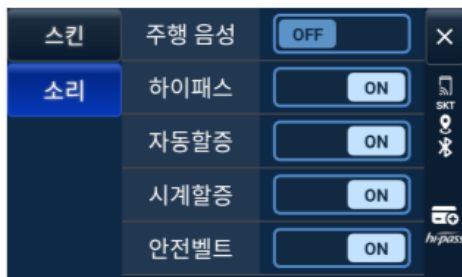 스킨
주행 음성 OFF
소리
하이패스 ON
SKT
자동할증 ON
시계할증 ON
안전벨트 ON
hi-pass